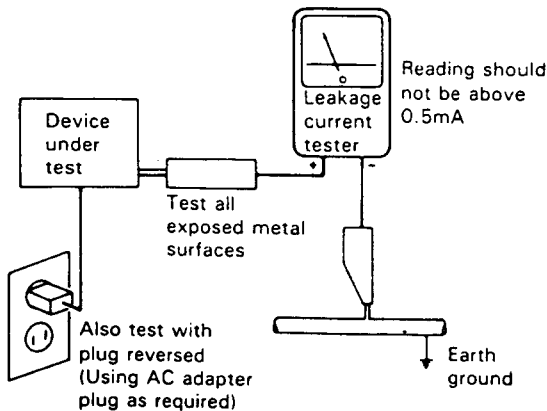 Device
under
test
Leakage
current
tester
+ -
Reading should
not be above
0.5mA
Test all
exposed metal
surfaces
Also test with
plug reversed
(Using AC adapter
plug as required)
Earth
ground